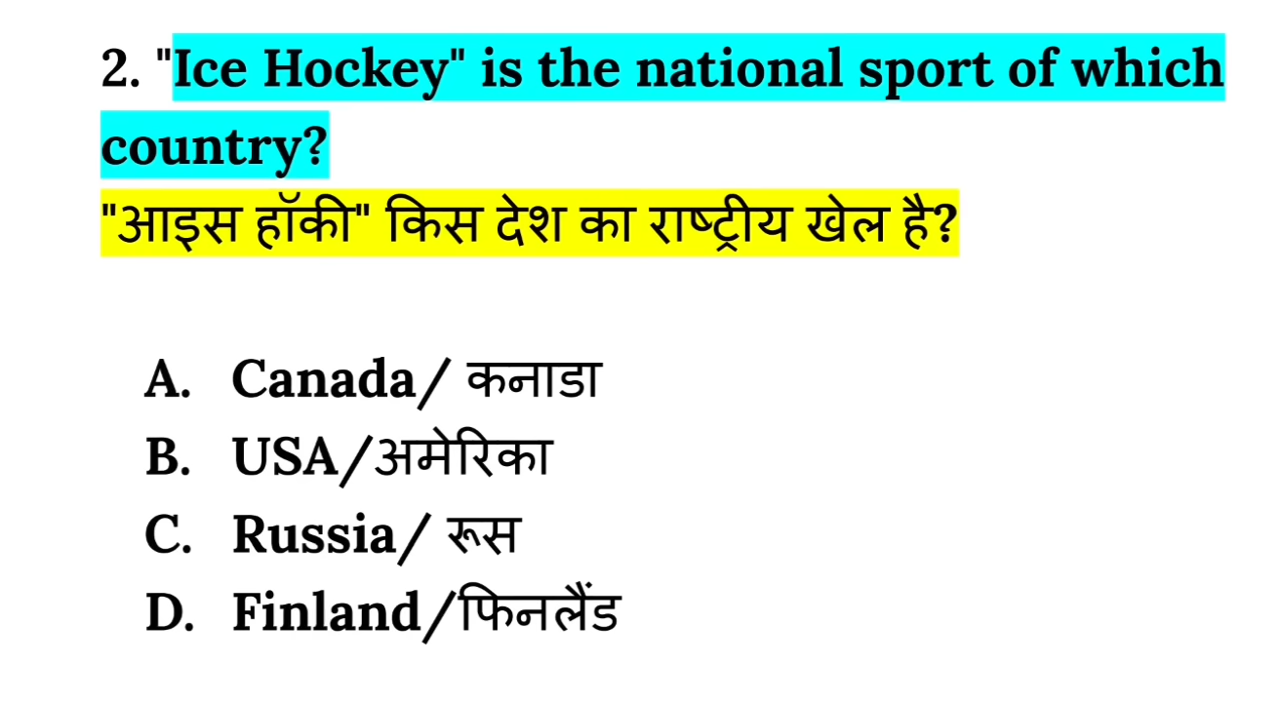 2. "Ice Hockey" is the national sport of which
country?
"आइस हॉकी" किस देश का राष्ट्रीय खेल है?
A. Canada/ कनाडा
B. USA/अमेरिका
C. Russia/ रूस
D. Finland/फिनलैंड